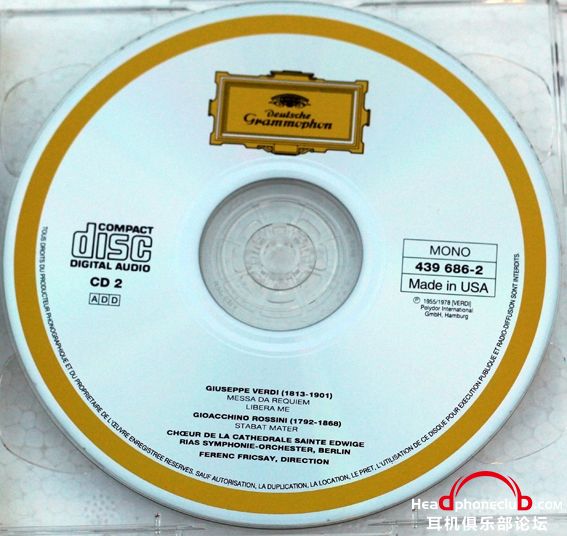 Deutsche
Grammophon
COMPACT
disc
DIGITAL AUDIO
CD 2
ADD
MONO
439 686-2
Made in USA
℗ 1955/1978 [VERDI]
Polydor International
GmbH, Hamburg
GIUSEPPE VERDI (1813-1901)
MESSA DA REQUIEM
LIBERA ME
GIOACCHINO ROSSINI (1792-1868)
STABAT MATER
CHŒUR DE LA CATHEDRALE SAINTE EDWIGE
RIAS SYMPHONIE-ORCHESTER, BERLIN
FERENC FRICSAY, DIRECTION
TOUS DROITS DU PRODUCTEUR PHONOGRAPHIQUE ET DU PROPRIETAIRE DE L'ŒUVRE ENREGISTREE RESERVES. SAUF AUTORISATION, LA DUPLICATION, LA LOCATION, LE PRET, L'UTILISATION DE CE DISQUE POUR EXECUTION PUBLIQUE ET RADIO-DIFFUSION SONT INTERDITS.
Headphoneclub.com
耳机俱乐部论坛